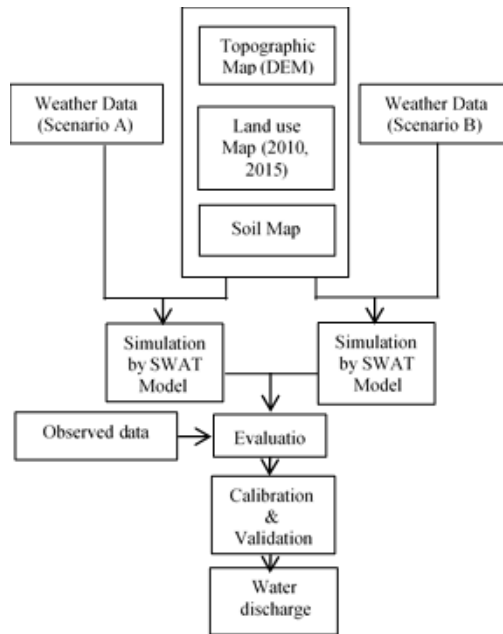 Topographic
Map (DEM)
Weather Data
(Scenario A)
Land use
Map (2010,
2015)
Weather Data
(Scenario B)
Soil Map
Simulation
by SWAT
Model
Simulation
by SWAT
Model
Observed data
Evaluatio
Calibration
&
Validation
Water
discharge